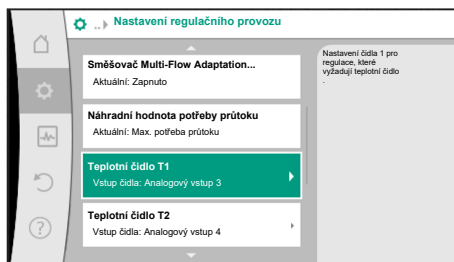 ..▸ Nastavení regulačního provozu
Směšovač Multi-Flow Adaptation...
Aktuální: Zapnuto
Náhradní hodnota potřeby průtoku
Aktuální: Max. potřeba průtoku
Teplotní čidlo T1
Vstup čidla: Analogový vstup 3
Teplotní čidlo T2
Vstup čidla: Analogový vstup 4
Nastavení čidla 1 pro
regulace, které
vyžadují teplotní čidlo
.
?